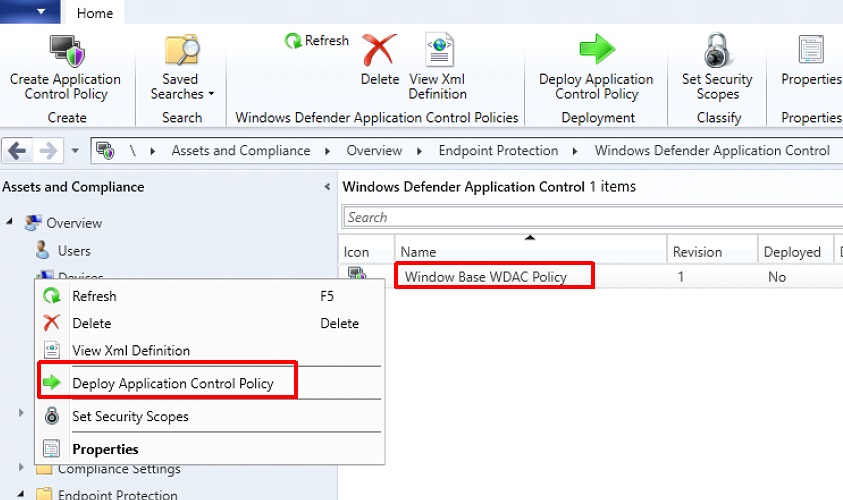 Home
Create Application
Control Policy
Create
Saved
Searches
Search
Refresh
Delete
View Xml
Definition
Windows Defender Application Control Policies
Deploy Application
Control Policy
Deployment
Set Security
Scopes
Classify
Properties
Properties
\ Assets and Compliance Overview Endpoint Protection Windows Defender Application Control
Assets and Compliance
Overview
Users
Devices
Refresh F5
Delete Delete
View Xml Definition
Deploy Application Control Policy
Set Security Scopes
Properties
Compliance Settings
Endpoint Protection
Windows Defender Application Control 1 items
Search
Icon Name Revision Deployed
Window Base WDAC Policy 1 No